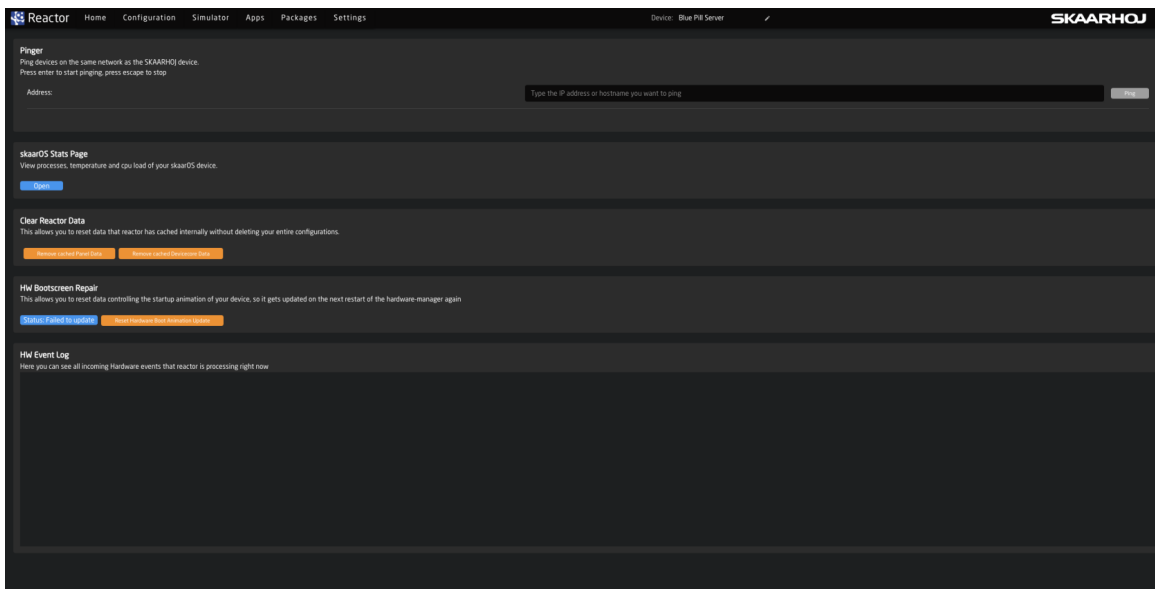 Reactor Home Configuration Simulator Apps Packages Settings Device: Blue Pill Server SKAARHOJ
Pinger
Ping devices on the same network as the SKAARHOJ device.
Press enter to start pinging, press escape to stop
Address: Type the IP address or hostname you want to ping Ping
skaarOS Stats Page
View processes, temperature and cpu load of your skaarOS device.
Open
Clear Reactor Data
This allows you to reset data that reactor has cached internally without deleting your entire configurations.
Remove cached Panel Data Remove cached Devicecore Data
HW Bootscreen Repair
This allows you to reset data controlling the startup animation of your device, so it gets updated on the next restart of the hardware-manager again
Status: Failed to update Reset Hardware Boot Animation Update
HW Event Log
Here you can see all incoming Hardware events that reactor is processing right now